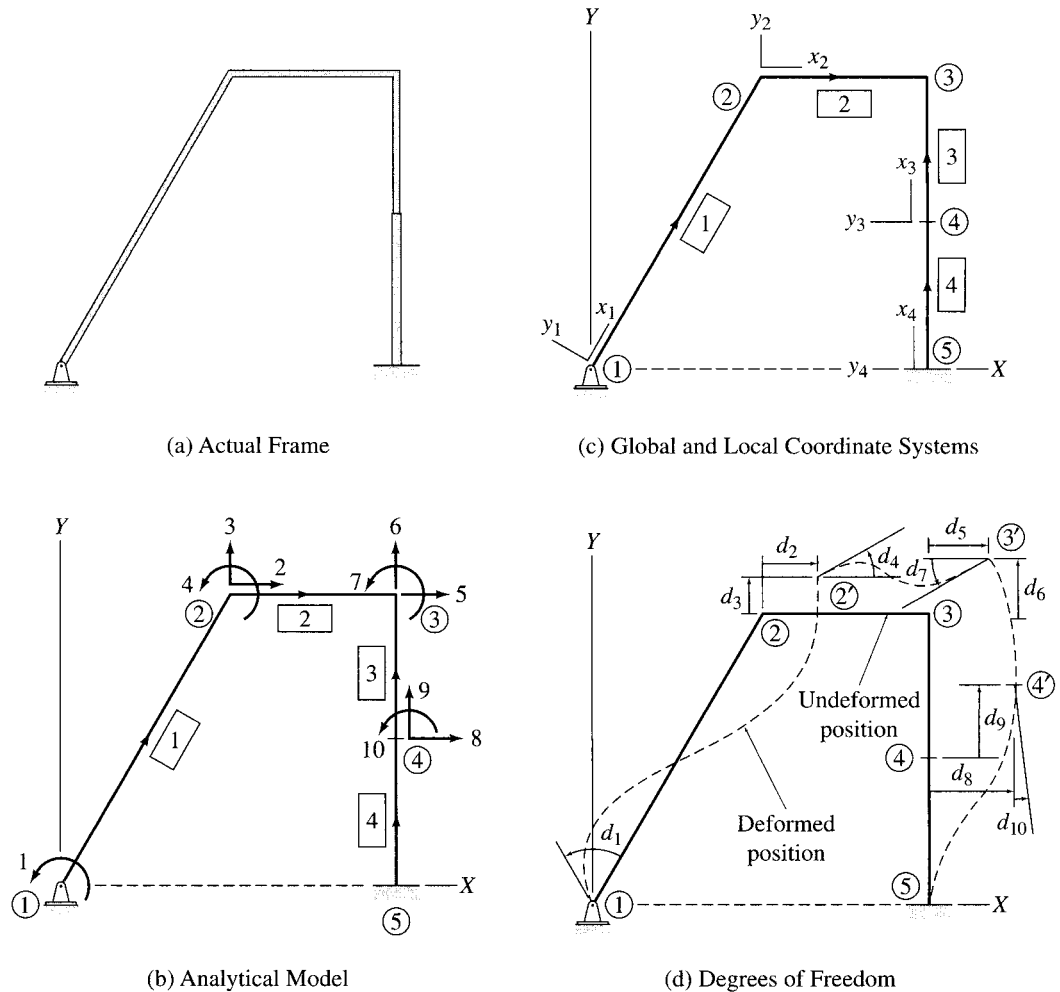 (a) Actual Frame
Y
y2
x2
2
2
3
3
x3
y3
4
1
4
x4
y1
x1
1
5
y4
X
(c) Global and Local Coordinate Systems
Y
3
2
4
2
2
6
7
5
3
3
9
10
8
4
1
4
1
1
X
5
(b) Analytical Model
Y
d2
d4
d5
3′
d7
d3
2′
d6
2
3
Undeformed
position
4′
d9
4
d8
Deformed
position
d10
d1
5
1
X
(d) Degrees of Freedom